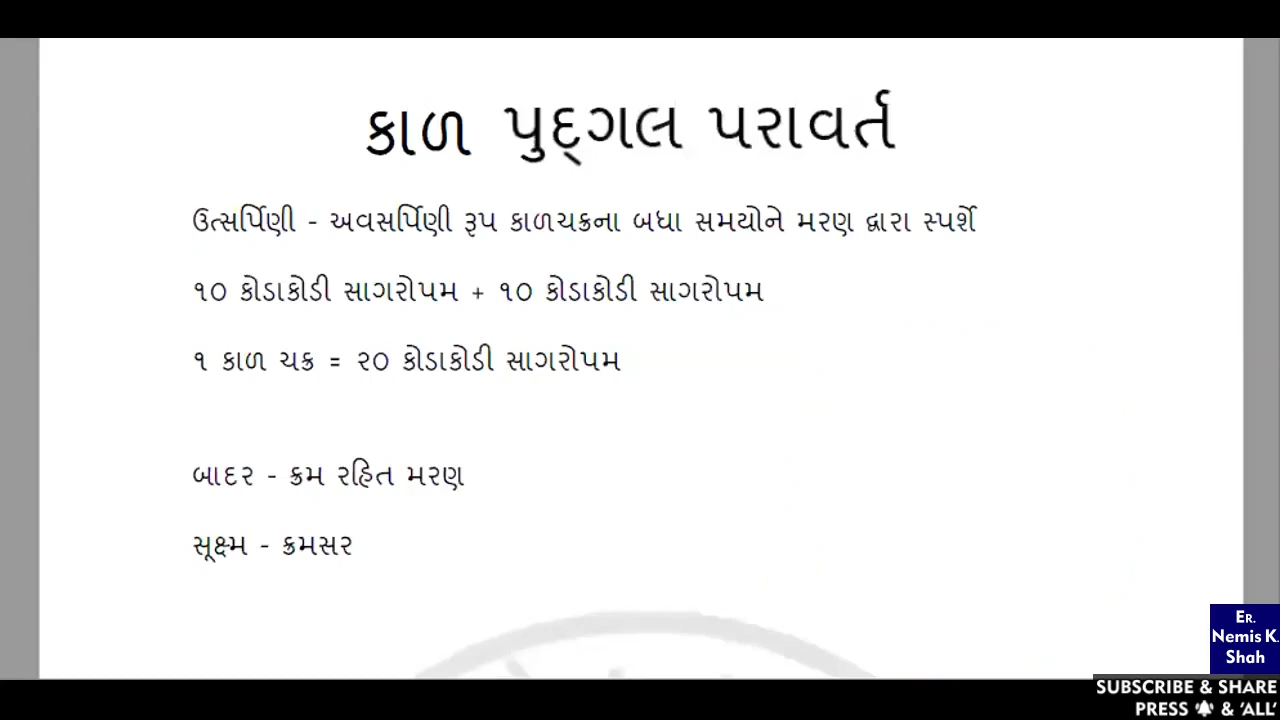 કાળ પુદ્ગલ પરાવર્ત
ઉત્સર્પિણી - અવસર્પિણી રૂપ કાળચક્રના બધા સમયોને મરણ દ્વારા સ્પર્શે
૧૦ કોડાકોડી સાગરોપમ + ૧૦ કોડાકોડી સાગરોપમ
૧ કાળ ચક્ર = ૨૦ કોડાકોડી સાગરોપમ
બાદર - ક્રમ રહિત મરણ
સૂક્ષ્મ - ક્રમસર
ER.
Nemis K.
Shah
SUBSCRIBE & SHARE
PRESS 🔔 & 'ALL'